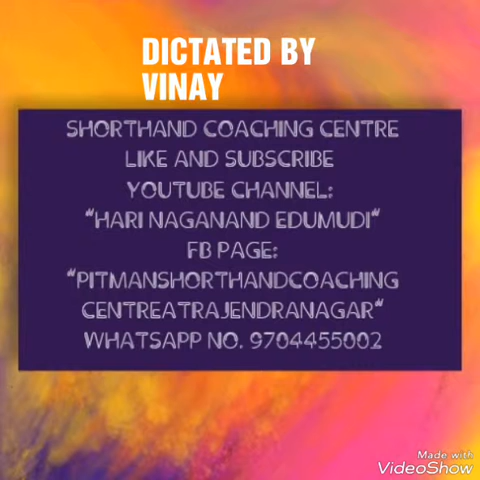 DICTATED BY
VINAY
SHORTHAND COACHING CENTRE
LIKE AND SUBSCRIBE
YOUTUBE CHANNEL:
"HARI NAGANAND EDUMUDI"
FB PAGE:
"PITMANSHORTHANDCOACHING
CENTREATRAJENDRANAGAR"
WHATSAPP NO. 9704455002
Made with
VideoShow